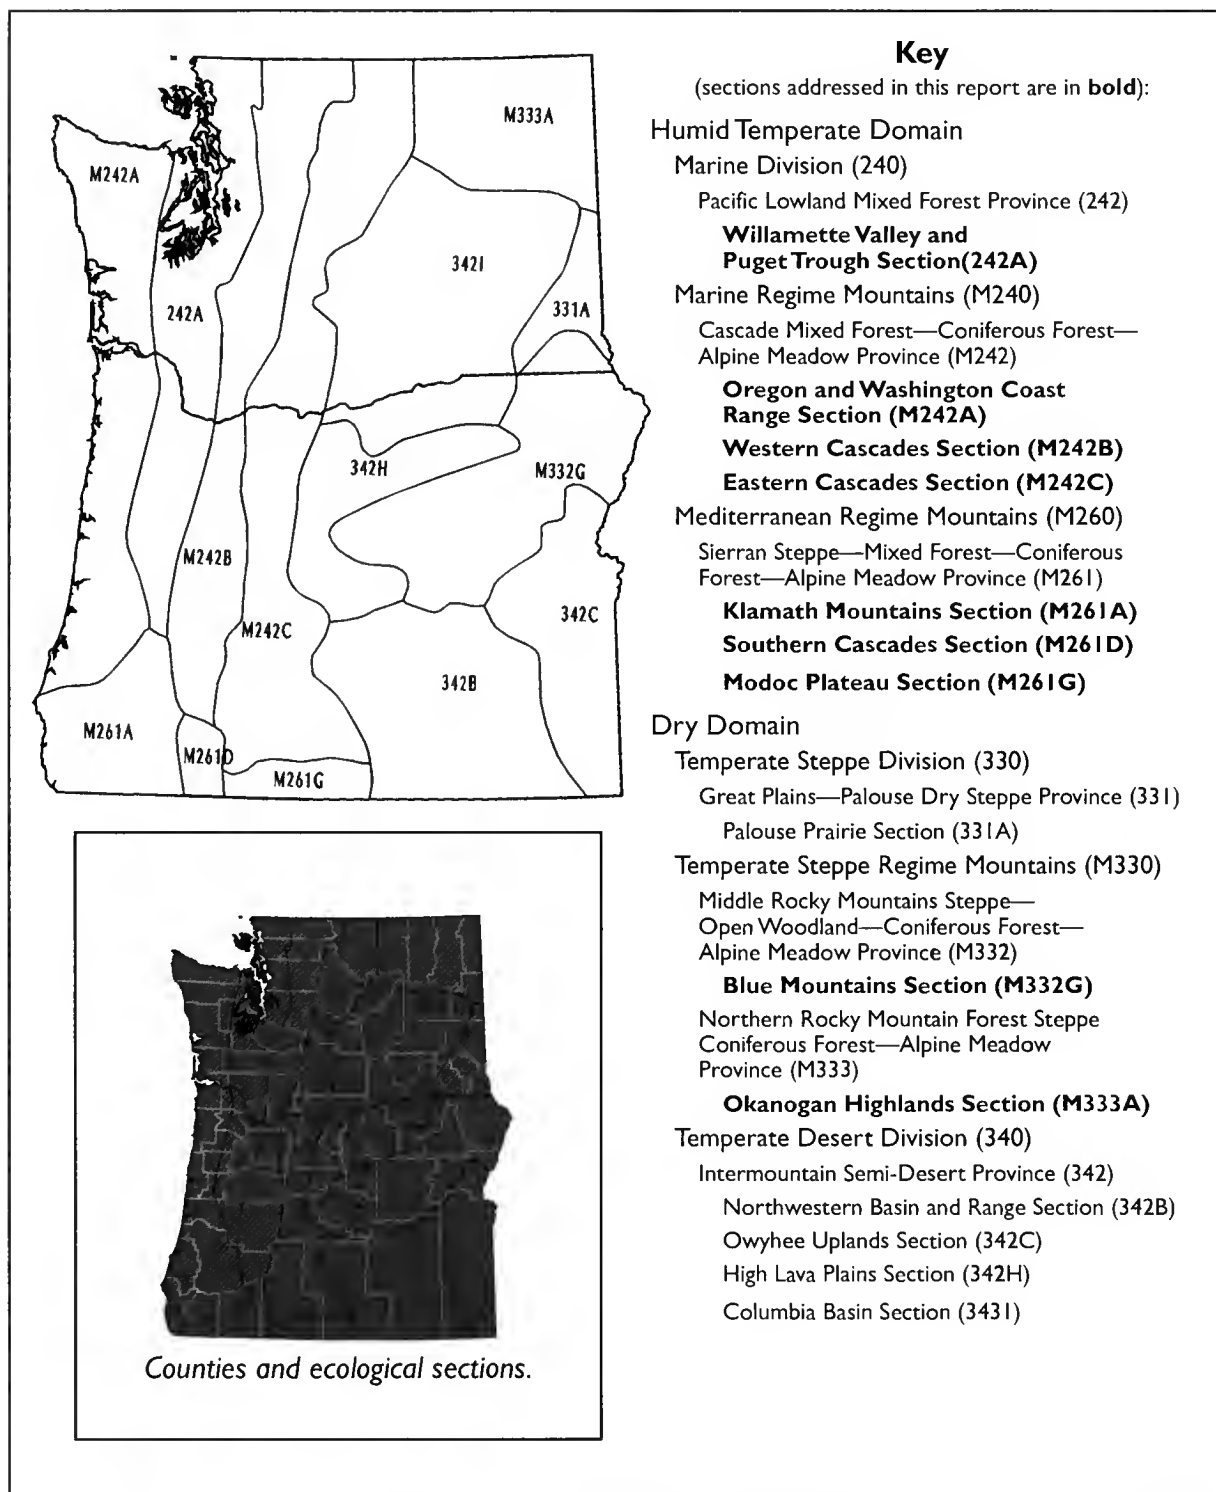 M333A
M242A
342I
242A
331A
342H
M332G
M242B
M242C
342C
342B
M261A
M261D
M261G
Counties and ecological sections.
Key
(sections addressed in this report are in bold):
Humid Temperate Domain
Marine Division (240)
Pacific Lowland Mixed Forest Province (242)
Willamette Valley and
Puget Trough Section(242A)
Marine Regime Mountains (M240)
Cascade Mixed Forest—Coniferous Forest—
Alpine Meadow Province (M242)
Oregon and Washington Coast
Range Section (M242A)
Western Cascades Section (M242B)
Eastern Cascades Section (M242C)
Mediterranean Regime Mountains (M260)
Sierran Steppe—Mixed Forest—Coniferous
Forest—Alpine Meadow Province (M261)
Klamath Mountains Section (M261A)
Southern Cascades Section (M261D)
Modoc Plateau Section (M261G)
Dry Domain
Temperate Steppe Division (330)
Great Plains—Palouse Dry Steppe Province (331)
Palouse Prairie Section (331A)
Temperate Steppe Regime Mountains (M330)
Middle Rocky Mountains Steppe—
Open Woodland—Coniferous Forest—
Alpine Meadow Province (M332)
Blue Mountains Section (M332G)
Northern Rocky Mountain Forest Steppe
Coniferous Forest—Alpine Meadow
Province (M333)
Okanogan Highlands Section (M333A)
Temperate Desert Division (340)
Intermountain Semi-Desert Province (342)
Northwestern Basin and Range Section (342B)
Owyhee Uplands Section (342C)
High Lava Plains Section (342H)
Columbia Basin Section (3431)